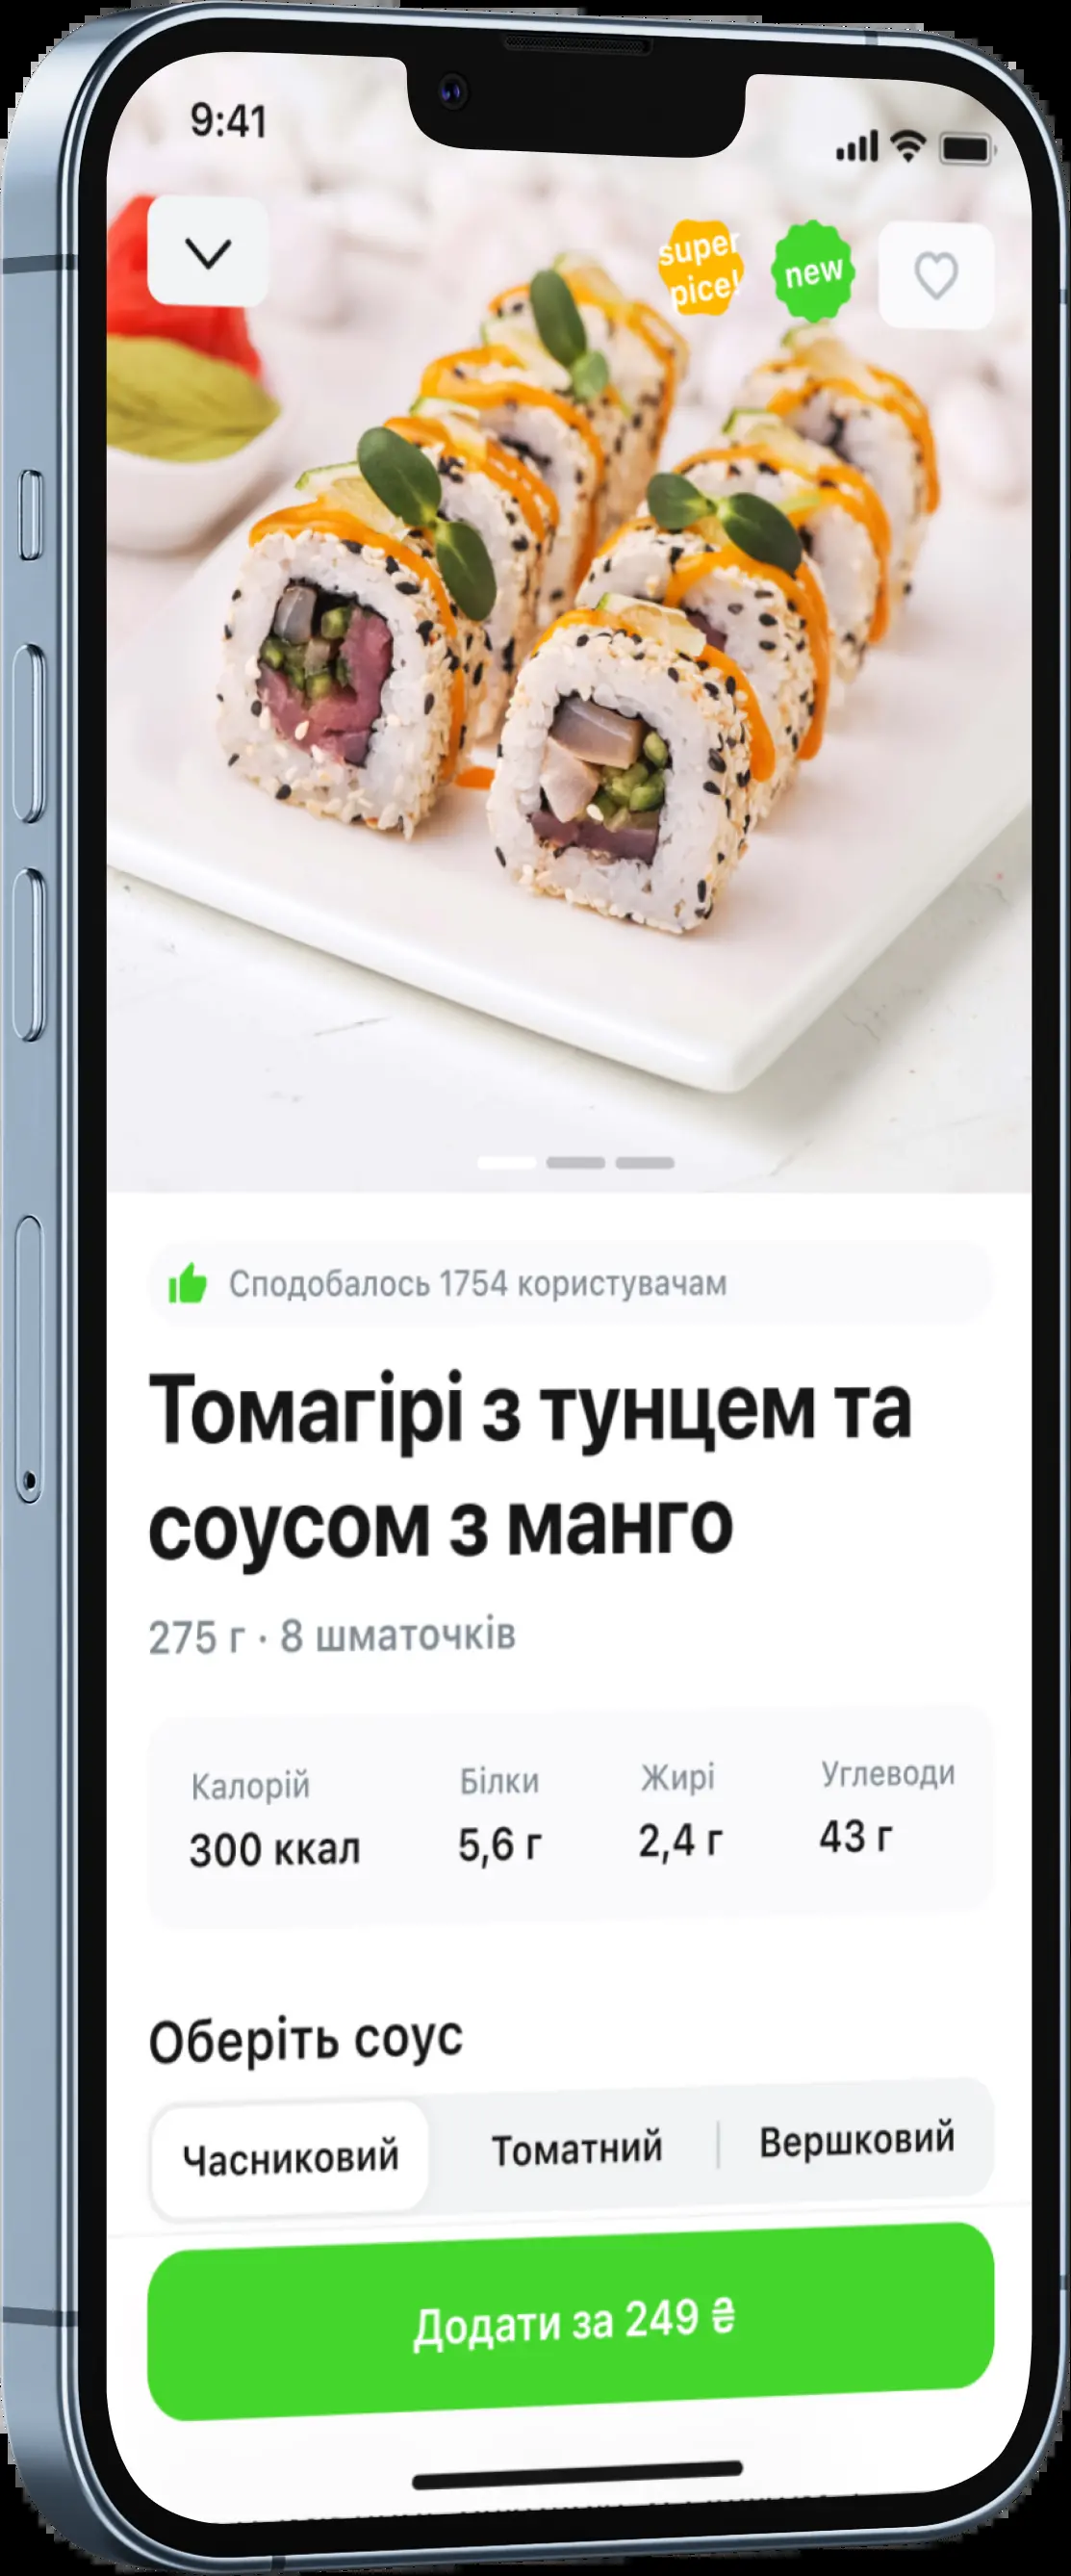 9:41
super
pice!
new
Сподобалось 1754 користувачам
Томагірі з тунцем та
соусом з манго
275 г · 8 шматочків
Калорій Білки Жирі Углеводи
300 ккал 5,6 г 2,4 г 43 г
Оберіть соус
Часниковий Томатний Вершковий
Додати за 249 ₴